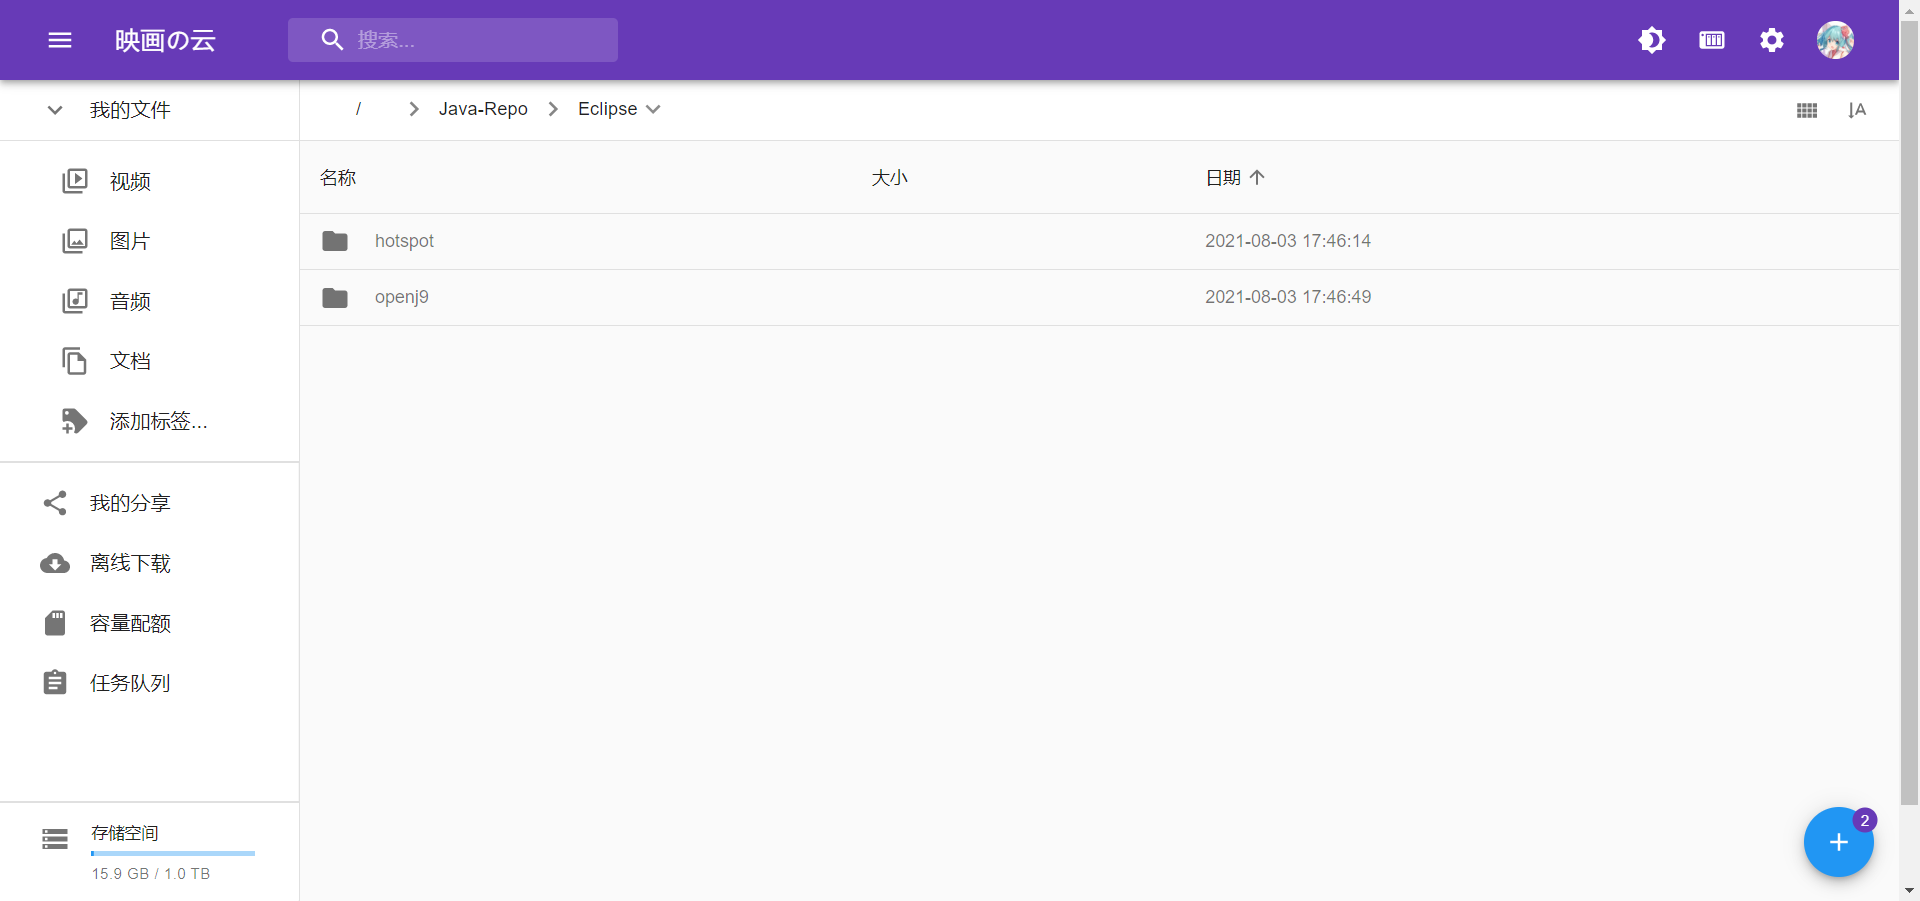 映画の云
搜索...
我的文件
/ Java-Repo Eclipse
名称 大小 日期
hotspot 2021-08-03 17:46:14
openj9 2021-08-03 17:46:49
视频
图片
音频
文档
添加标签...
我的分享
离线下载
容量配额
任务队列
存储空间
15.9 GB / 1.0 TB
2